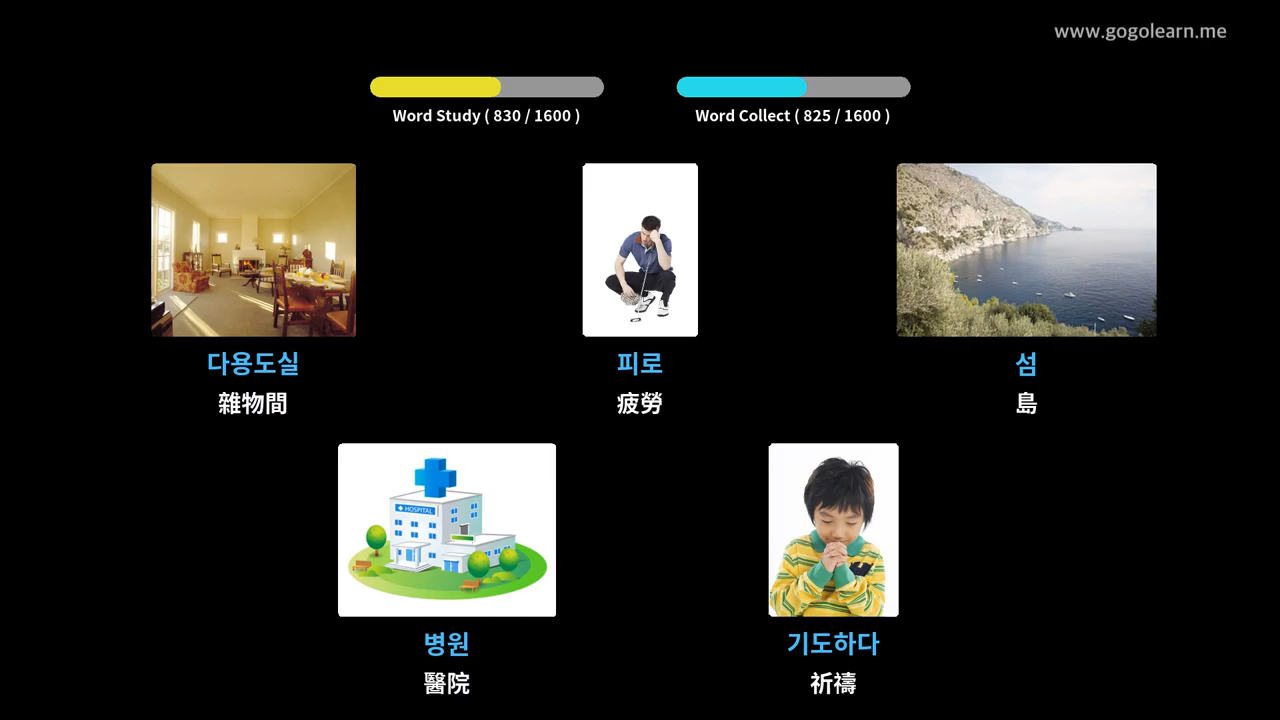 www.gogolearn.me
Word Study ( 830 / 1600 )
Word Collect ( 825 / 1600 )
다용도실
雜物間
피로
疲勞
섬
島
HOSPITAL
병원
醫院
기도하다
祈禱